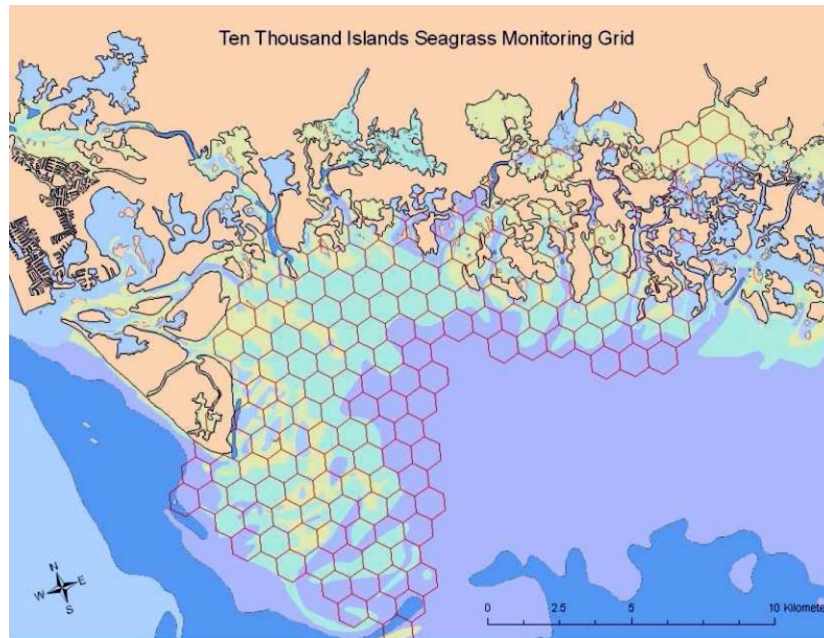 Ten Thousand Islands Seagrass Monitoring Grid
N
W E
S
0 2.5 5 10 Kilomete